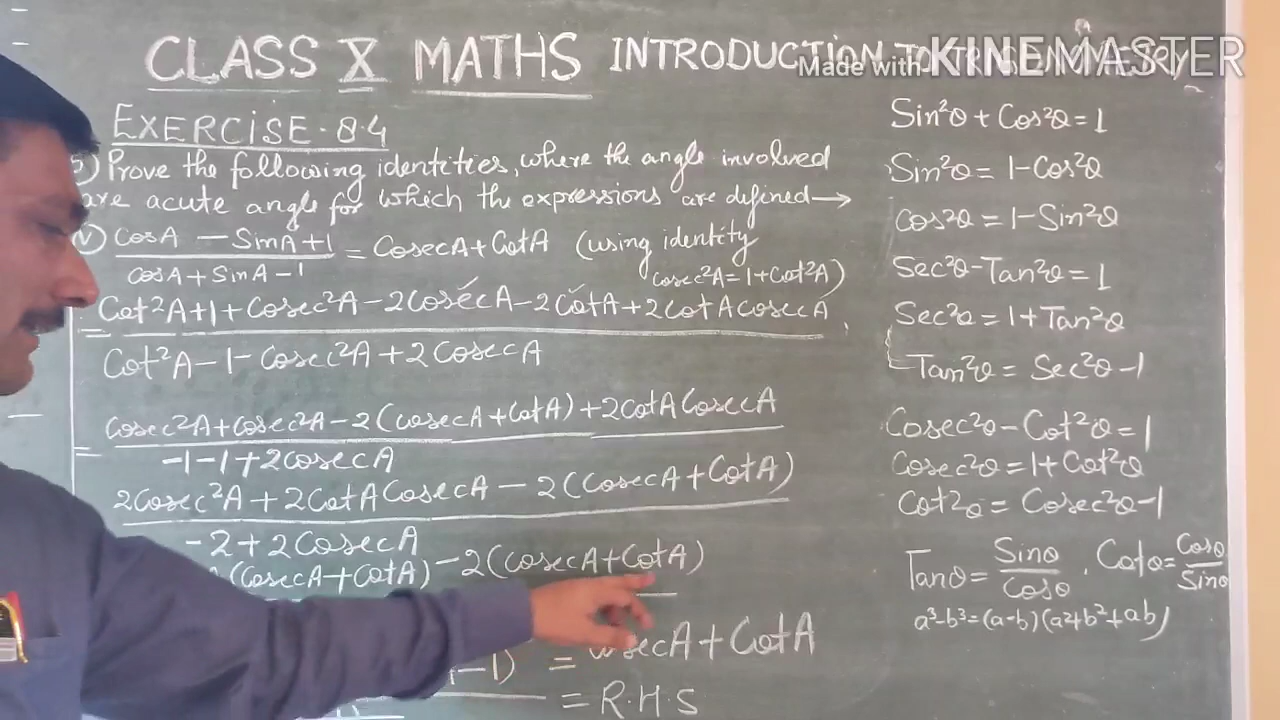 CLASS X MATHS INTRODUCTION TO TRIGONOMETRY
Made with KINEMASTER
EXERCISE-8.4
5) Prove the following identities, where the angle involved
are acute angle for which the expressions are defined→
V) CosA - SinA+1 / CosA+SinA-1 = CosecA+CotA (using identity
Cosec²A=1+Cot²A)
= Cot²A+1+Cosec²A-2CosecA-2CotA+2CotACosecA
Cot²A-1-Cosec²A+2CosecA
= Cosec²A+Cosec²A-2(CosecA+CotA)+2CotACosecA
-1-1+2CosecA
2Cosec²A+2CotACosecA-2(CosecA+CotA)
-2+2CosecA
(CosecA+CotA)-2(CosecA+CotA)
-1) = CosecA+CotA
= R.H.S
Sin²θ+Cos²θ=1
Sin²θ=1-Cos²θ
Cos²θ=1-Sin²θ
Sec²θ-Tan²θ=1
Sec²θ=1+Tan²θ
Tan²θ=Sec²θ-1
Cosec²θ-Cot²θ=1
Cosec²θ=1+Cot²θ
Cot²θ=Cosec²θ-1
Tanθ=Sinθ/Cosθ, Cotθ=Cosθ/Sinθ
a³-b³=(a-b)(a²+b²+ab)